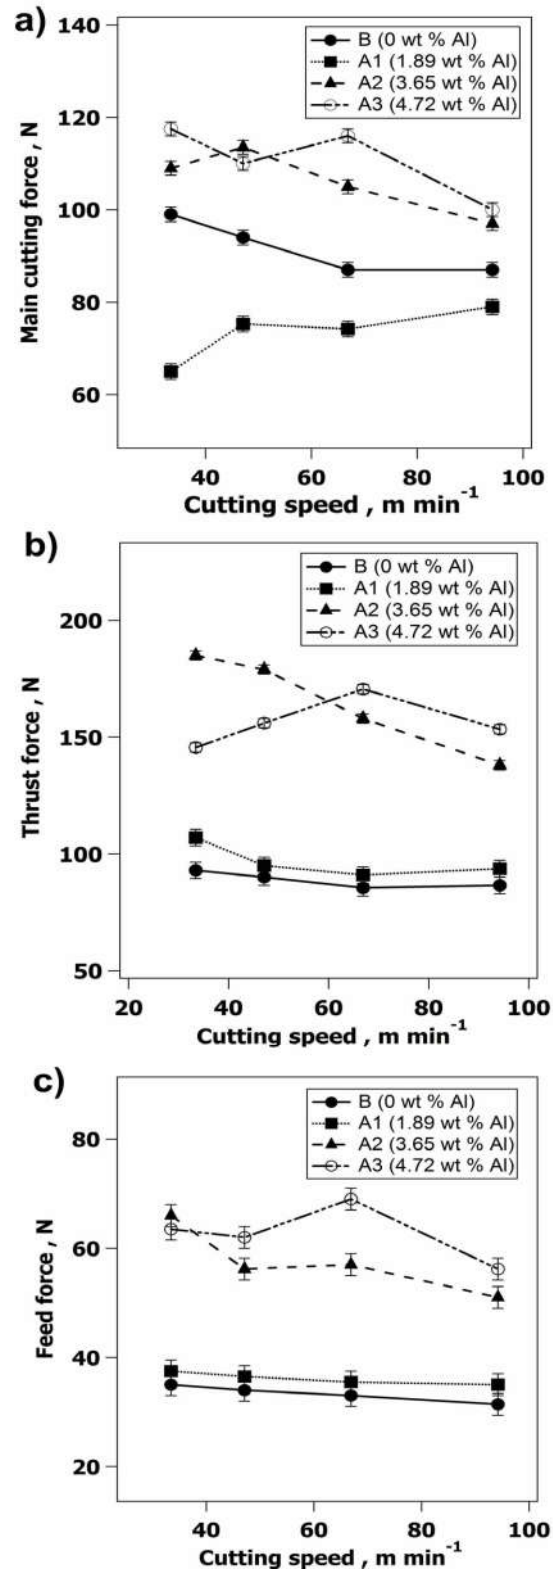 a)
B (0 wt % Al)
A1 (1.89 wt % Al)
A2 (3.65 wt % Al)
A3 (4.72 wt % Al)
Main cutting force , N
140
120
100
80
60
40 60 80 100
Cutting speed , m min⁻¹
b)
B (0 wt % Al)
A1 (1.89 wt % Al)
A2 (3.65 wt % Al)
A3 (4.72 wt % Al)
Thrust force , N
200
150
100
50
20 40 60 80 100
Cutting speed , m min⁻¹
c)
B (0 wt % Al)
A1 (1.89 wt % Al)
A2 (3.65 wt % Al)
A3 (4.72 wt % Al)
Feed force , N
80
60
40
20
40 60 80 100
Cutting speed , m min⁻¹